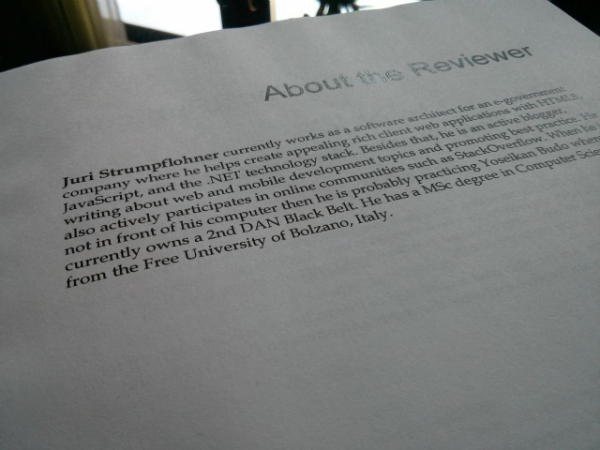 About the Reviewer
Juri Strumpflohner currently works as a software architect for an e-government
company where he helps create appealing rich client web applications with HTML5,
JavaScript, and the .NET technology stack. Besides that, he is an active blogger,
writing about web and mobile development topics and promoting best practice. He
also actively participates in online communities such as StackOverflow. When he is
not in front of his computer then he is probably practicing Yoseikan Budo where
currently owns a 2nd DAN Black Belt. He has a MSc degree in Computer Scien
from the Free University of Bolzano, Italy.